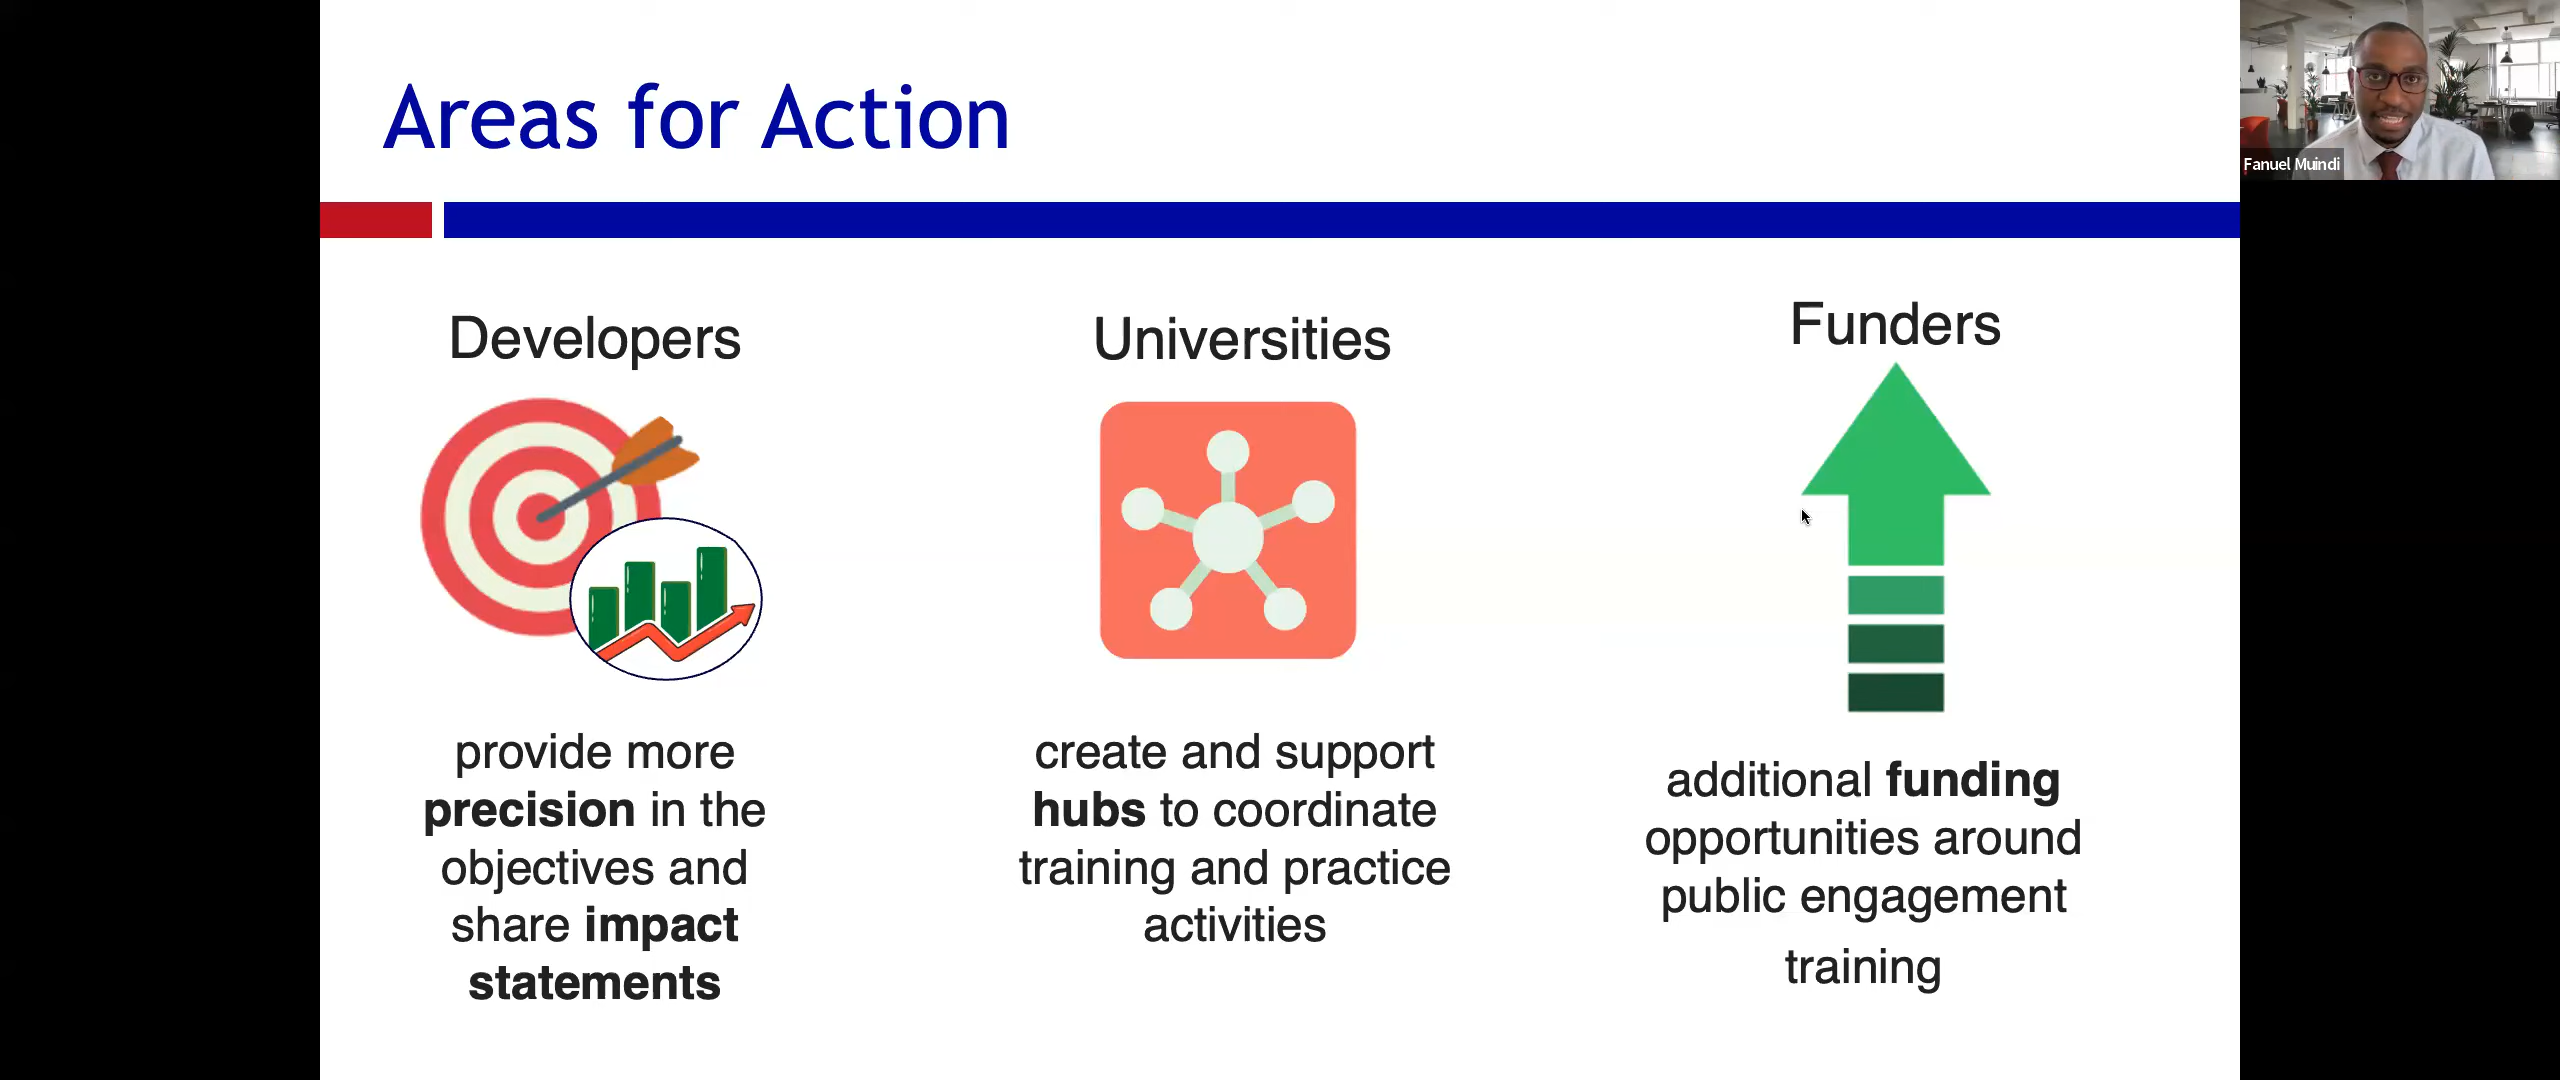 Areas for Action
Fanuel Muindi
Developers
provide more
precision in the
objectives and
share impact
statements
Universities
create and support
hubs to coordinate
training and practice
activities
Funders
additional funding
opportunities around
public engagement
training